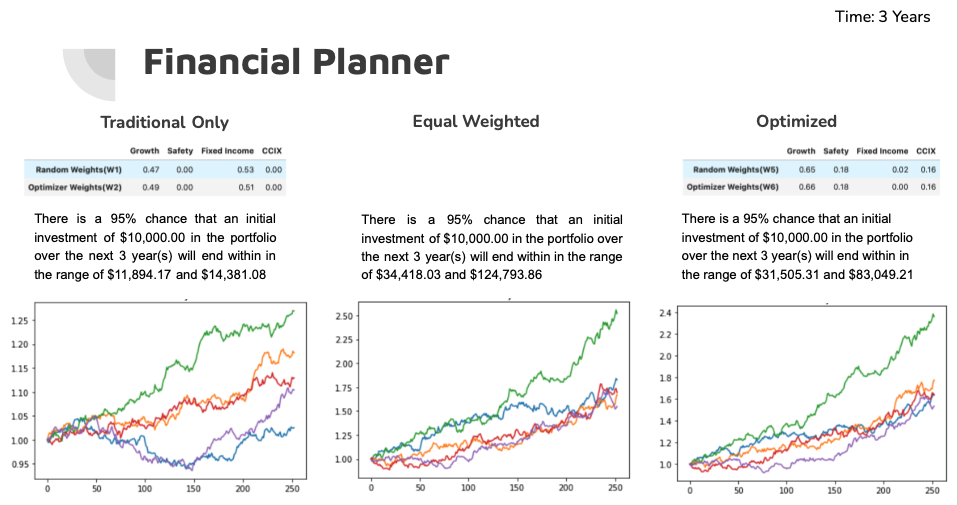 Time: 3 Years
Financial Planner
Traditional Only
Growth Safety Fixed Income CCIX
Random Weights(W1) 0.47 0.00 0.53 0.00
Optimizer Weights(W2) 0.49 0.00 0.51 0.00
There is a 95% chance that an initial
investment of $10,000.00 in the portfolio
over the next 3 year(s) will end within in
the range of $11,894.17 and $14,381.08
1.25
1.20
1.15
1.10
1.05
1.00
0.95
0 50 100 150 200 250
Equal Weighted
There is a 95% chance that an initial
investment of $10,000.00 in the portfolio over
the next 3 year(s) will end within in the range
of $34,418.03 and $124,793.86
2.50
2.25
2.00
1.75
1.50
1.25
1.00
0 50 100 150 200 250
Optimized
Growth Safety Fixed Income CCIX
Random Weights(W5) 0.65 0.18 0.02 0.16
Optimizer Weights(W6) 0.66 0.18 0.00 0.16
There is a 95% chance that an initial
investment of $10,000.00 in the portfolio
over the next 3 year(s) will end within in
the range of $31,505.31 and $83,049.21
2.4
2.2
2.0
1.8
1.6
1.4
1.2
1.0
0 50 100 150 200 250